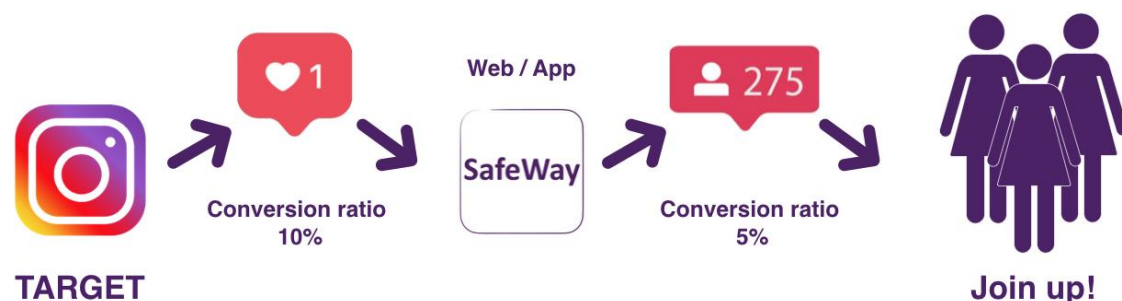 1
Web / App
275
SafeWay
Conversion ratio
10%
Conversion ratio
5%
TARGET
Join up!